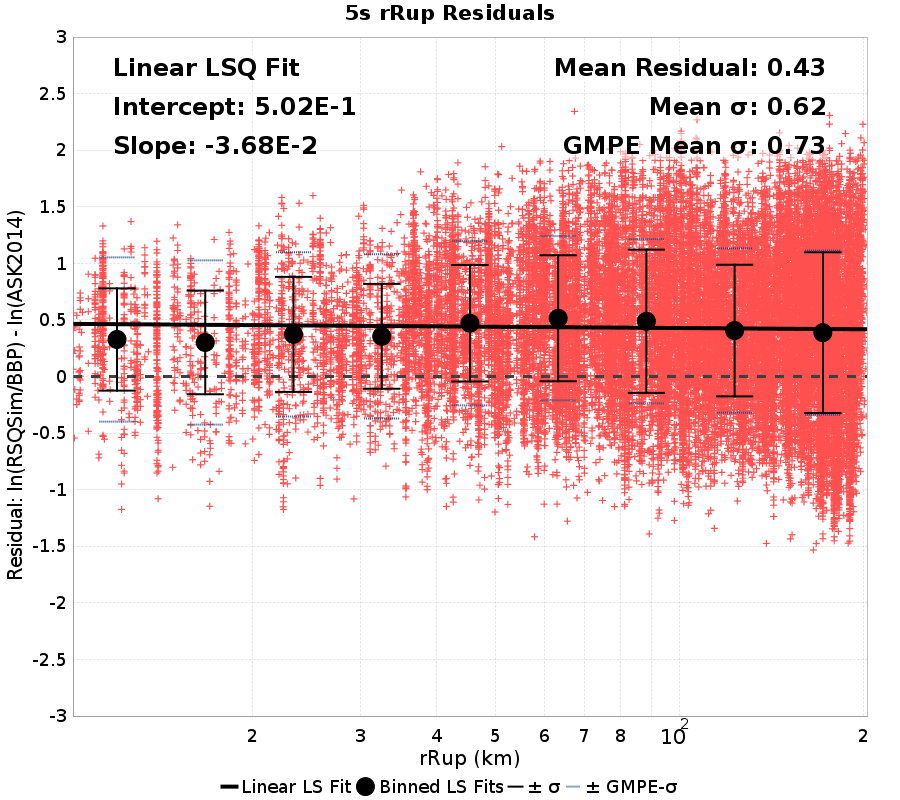 5s rRup Residuals
Linear LSQ Fit
Intercept: 5.02E-1
Slope: -3.68E-2
Mean Residual: 0.43
Mean σ: 0.62
GMPE Mean σ: 0.73
Residual: ln(RSQSim/BBP) - ln(ASK2014)
3
2.5
2
1.5
1
0.5
0
-0.5
-1
-1.5
-2
-2.5
-3
2 3 4 5 6 7 8 10² 2
rRup (km)
Linear LS Fit Binned LS Fits ± σ ± GMPE-σ